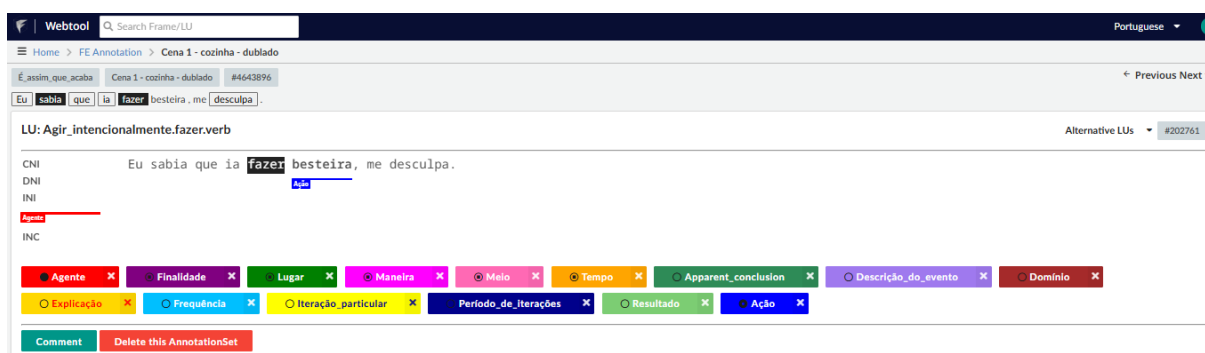 Webtool Search Frame/LU Portuguese
Home > FE Annotation > Cena 1 - cozinha - dublado
É_assim_que_acaba Cena 1 - cozinha - dublado #4643896 ← Previous Next
Eu sabia que ia fazer besteira , me desculpa .
LU: Agir_intencionalmente.fazer.verb Alternative LUs #202761
CNI Eu sabia que ia fazer besteira, me desculpa.
DNI Ação
INI
Agente
INC
Agente × Finalidade × Lugar × Maneira × Meio × Tempo × Apparent_conclusion × Descrição_do_evento × Domínio ×
Explicação × Frequência × Iteração_particular × Período_de_iterações × Resultado × Ação ×
Comment Delete this AnnotationSet